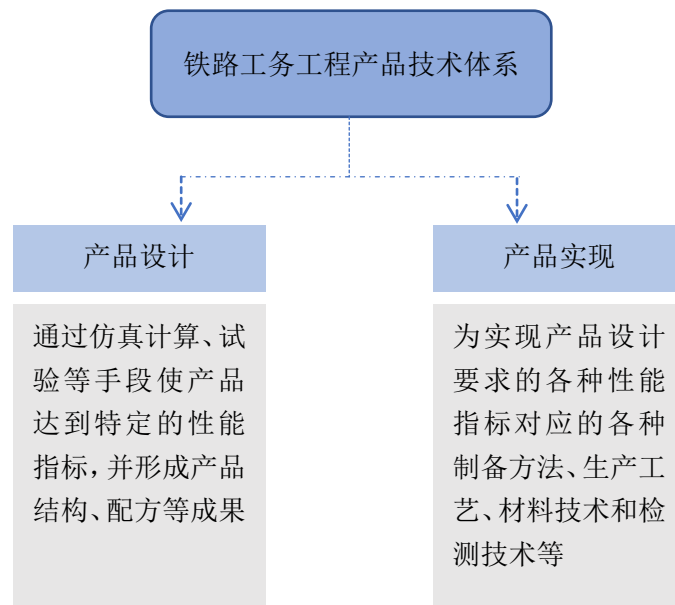 铁路工务工程产品技术体系
产品设计
通过仿真计算、试
验等手段使产品
达到特定的性能
指标，并形成产品
结构、配方等成果
产品实现
为实现产品设计
要求的各种性能
指标对应的各种
制备方法、生产工
艺、材料技术和检
测技术等